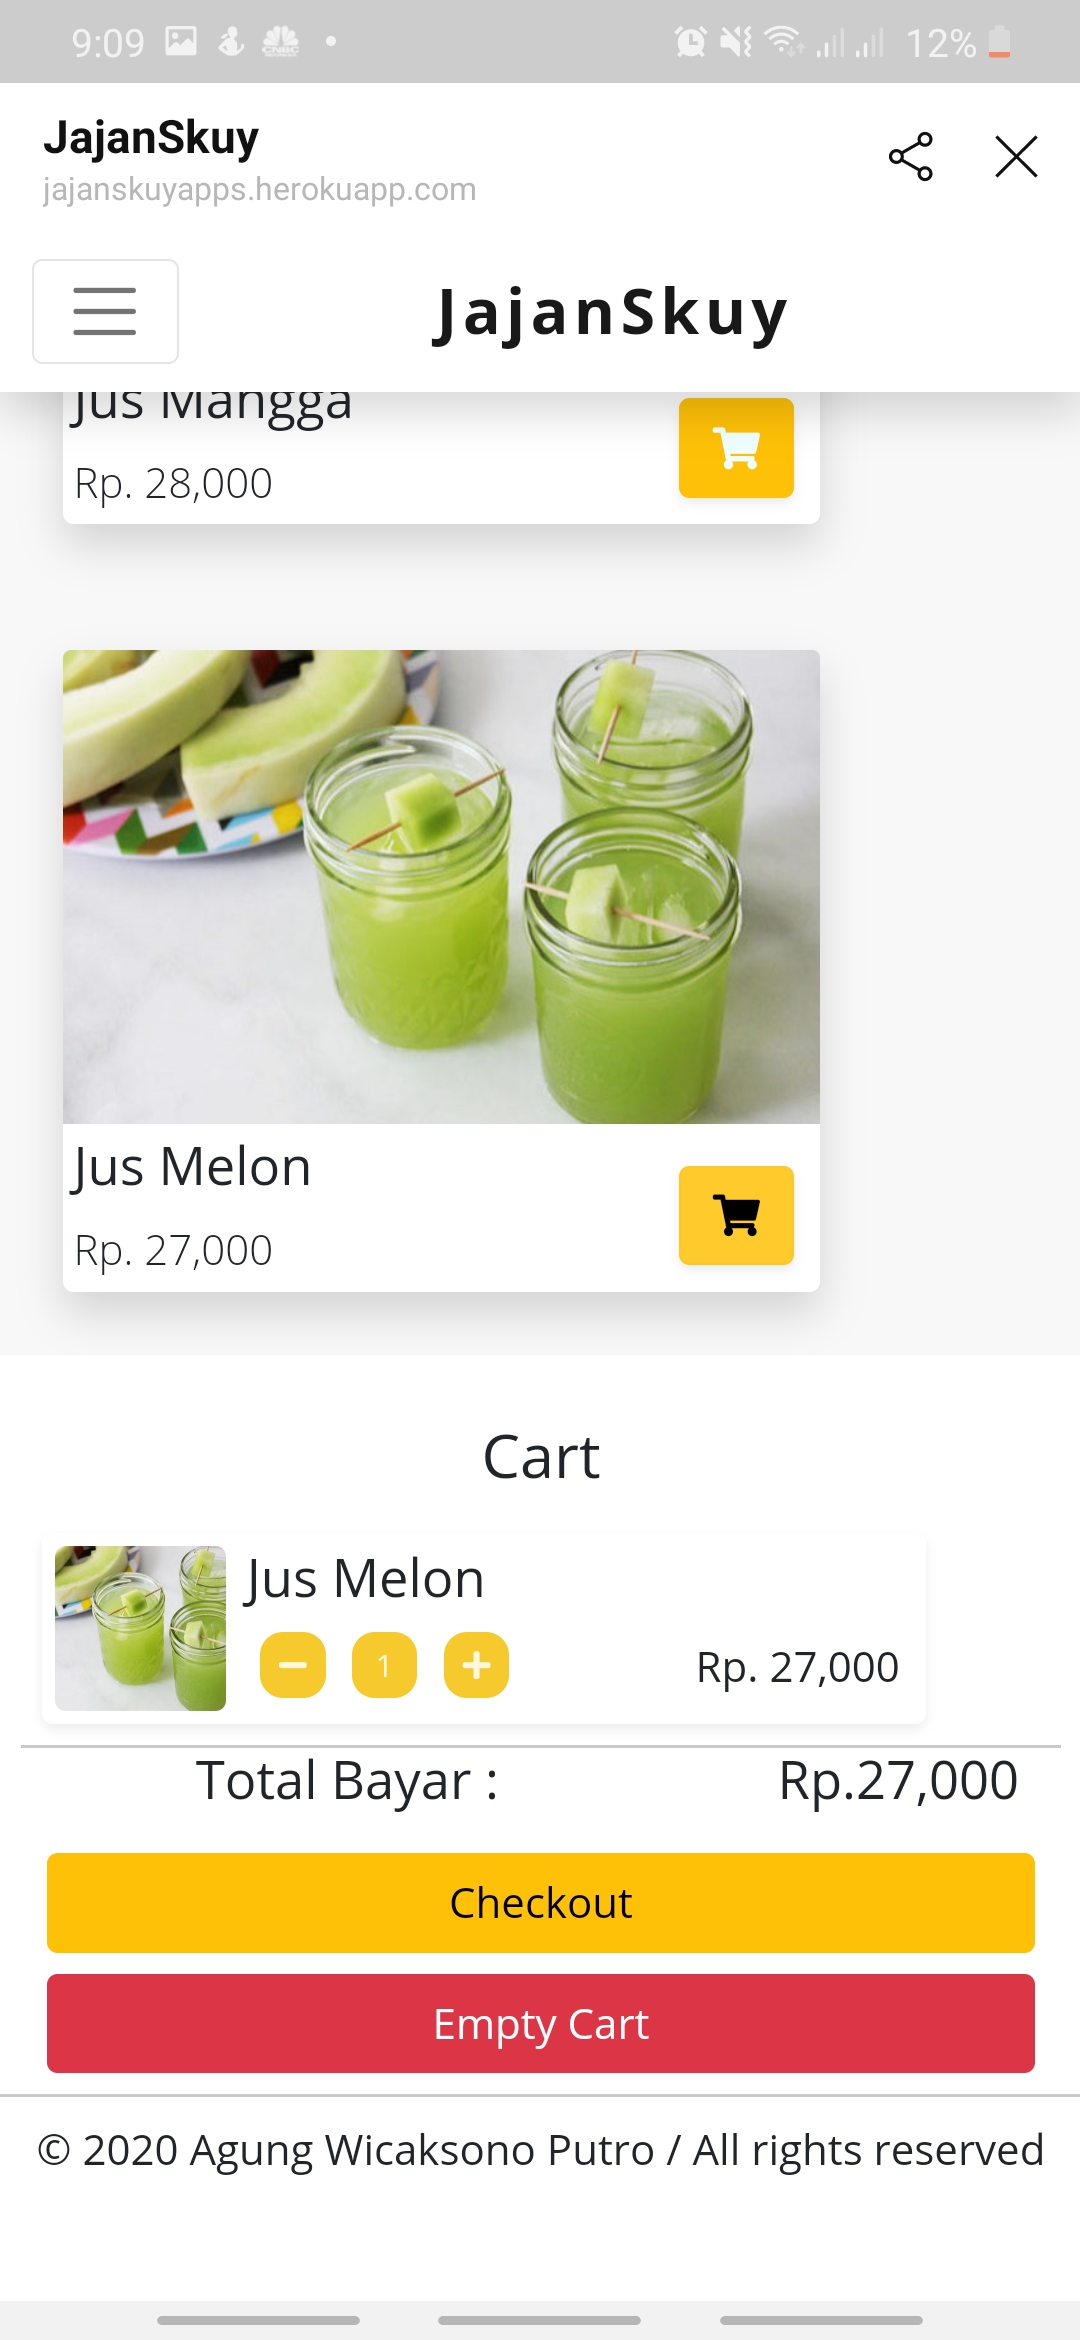 9:09
CNBC
12%
JajanSkuy
jajanskuyapps.herokuapp.com
JajanSkuy
Jus Mangga
Rp. 28,000
Jus Melon
Rp. 27,000
Cart
Jus Melon
1
Rp. 27,000
Total Bayar :
Rp.27,000
Checkout
Empty Cart
© 2020 Agung Wicaksono Putro / All rights reserved